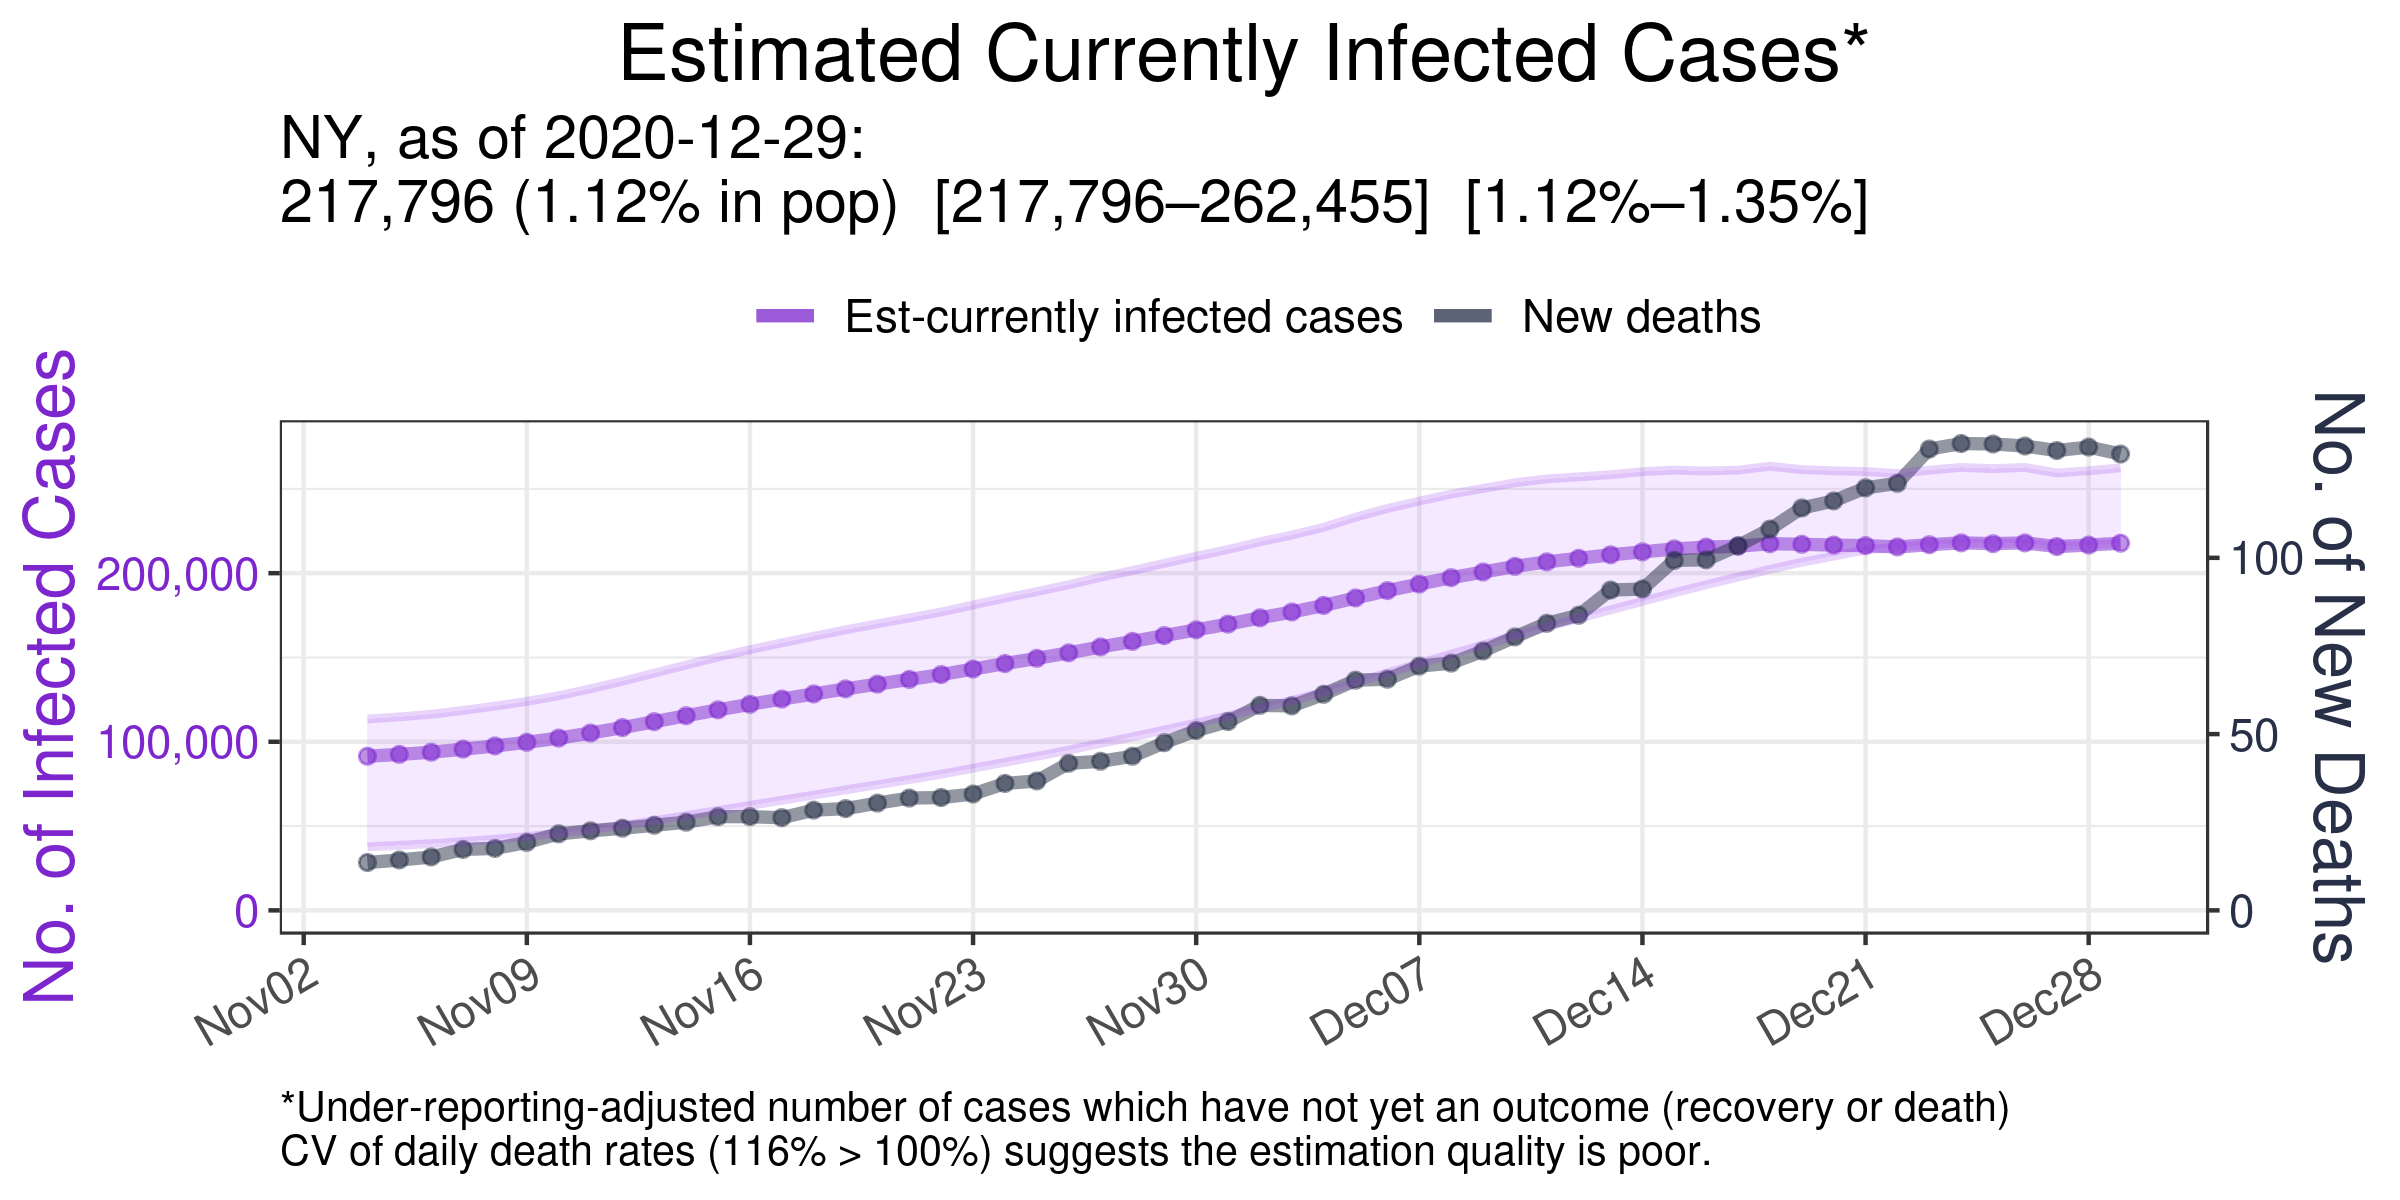 Estimated Currently Infected Cases*
NY, as of 2020-12-29:
217,796 (1.12% in pop)  [217,796–262,455]  [1.12%–1.35%]
Est-currently infected cases
New deaths
No. of Infected Cases
200,000
100,000
0
100
50
0
No. of New Deaths
Nov02
Nov09
Nov16
Nov23
Nov30
Dec07
Dec14
Dec21
Dec28
*Under-reporting-adjusted number of cases which have not yet an outcome (recovery or death)
CV of daily death rates (116% > 100%) suggests the estimation quality is poor.